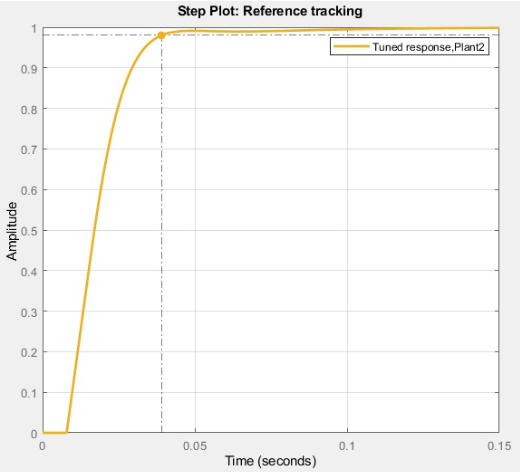 Step Plot: Reference tracking
1
Tuned response,Plant2
0.9
0.8
0.7
0.6
0.5
0.4
0.3
0.2
0.1
0
Amplitude
0 0.05 0.1 0.15
Time (seconds)